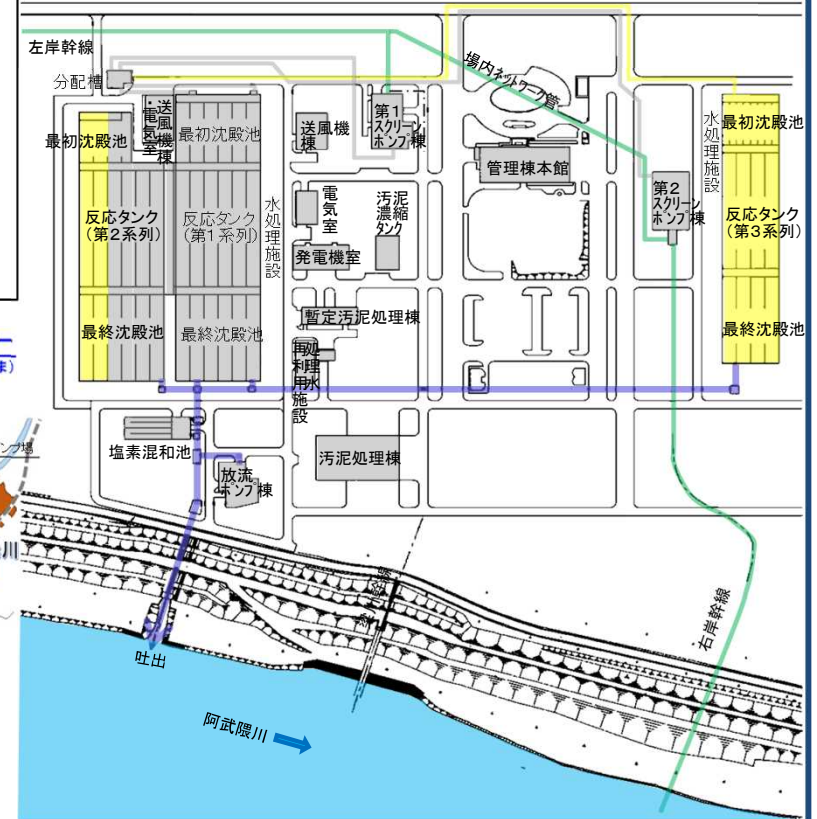 左岸幹線
分配槽
場内ネットワーク管
送風機棟
電気室
最初沈殿池
最初沈殿池
送風機
棟
第1
スクリーン
ポンプ棟
管理棟本館
水処理施設
最初沈殿池
第2
スクリーン
ポンプ棟
反応タンク
(第2系列)
反応タンク
(第1系列)
水処理施設
電気室
汚泥
濃縮
タンク
反応タンク
(第3系列)
発電機室
暫定汚泥処理棟
最終沈殿池
最終沈殿池
最終沈殿池
処理水
再利用施設
塩素混和池
汚泥処理棟
放流
ポンプ棟
ンプ場
川
右岸幹線
吐出
阿武隈川